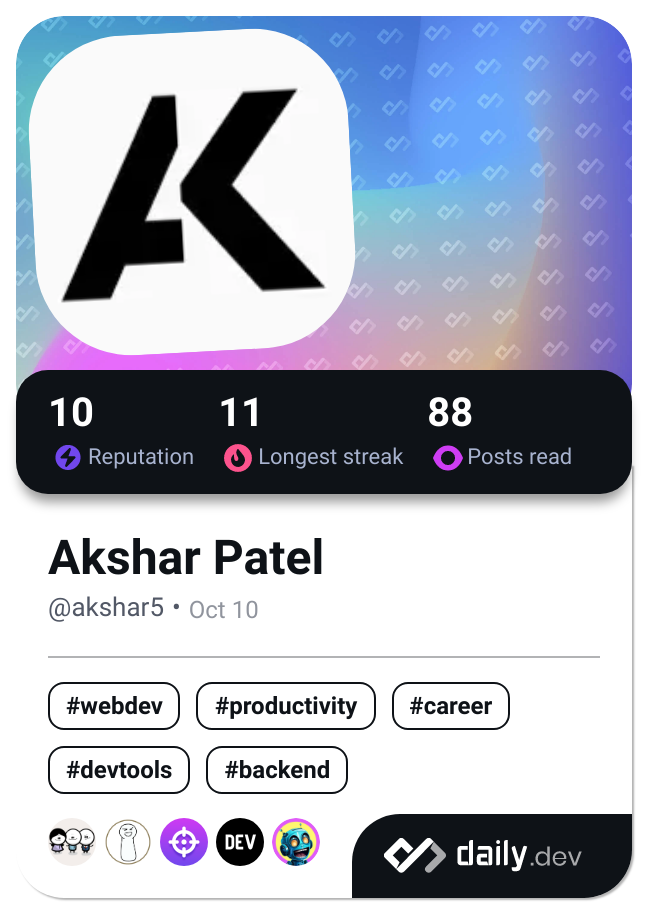 AK
10 11 88
Reputation Longest streak Posts read
Akshar Patel
@akshar5 • Oct 10
#webdev #productivity #career
#devtools #backend
DEV
daily.dev